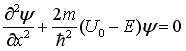 ∂²ψ/∂x² + 2m/ħ² (U₀ − E)ψ = 0